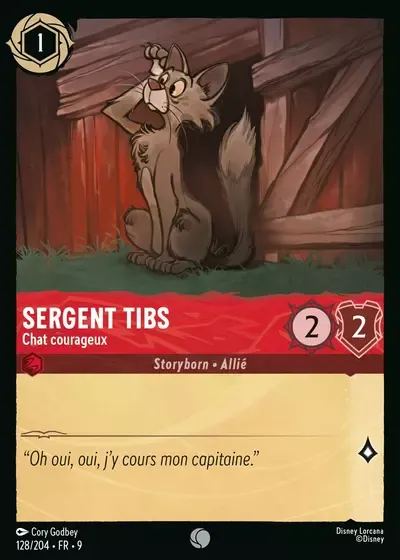 1
SERGENT TIBS
Chat courageux
2
2
Storyborn • Allié
“Oh oui, oui, j’y cours mon capitaine.”
Cory Godbey
128/204 • FR • 9
Disney Lorcana
©Disney